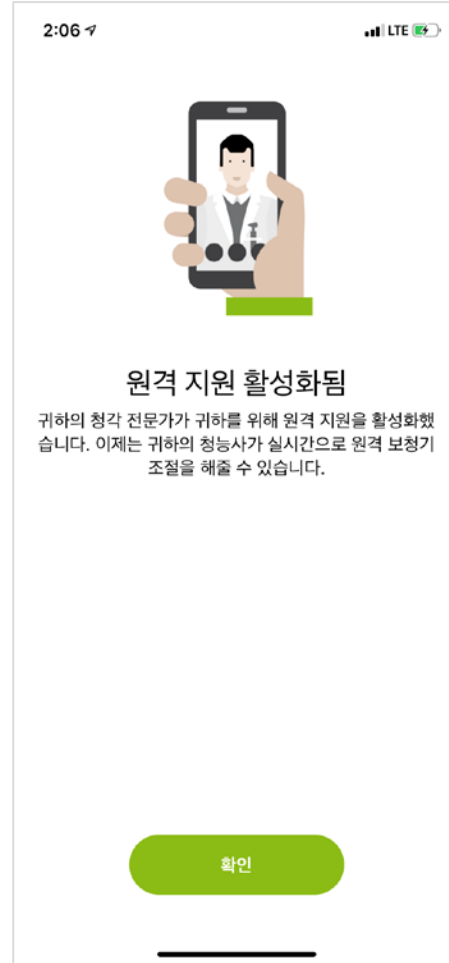 2:06
LTE
원격 지원 활성화됨
귀하의 청각 전문가가 귀하를 위해 원격 지원을 활성화했
습니다. 이제는 귀하의 청능사가 실시간으로 원격 보청기
조절을 해줄 수 있습니다.
확인